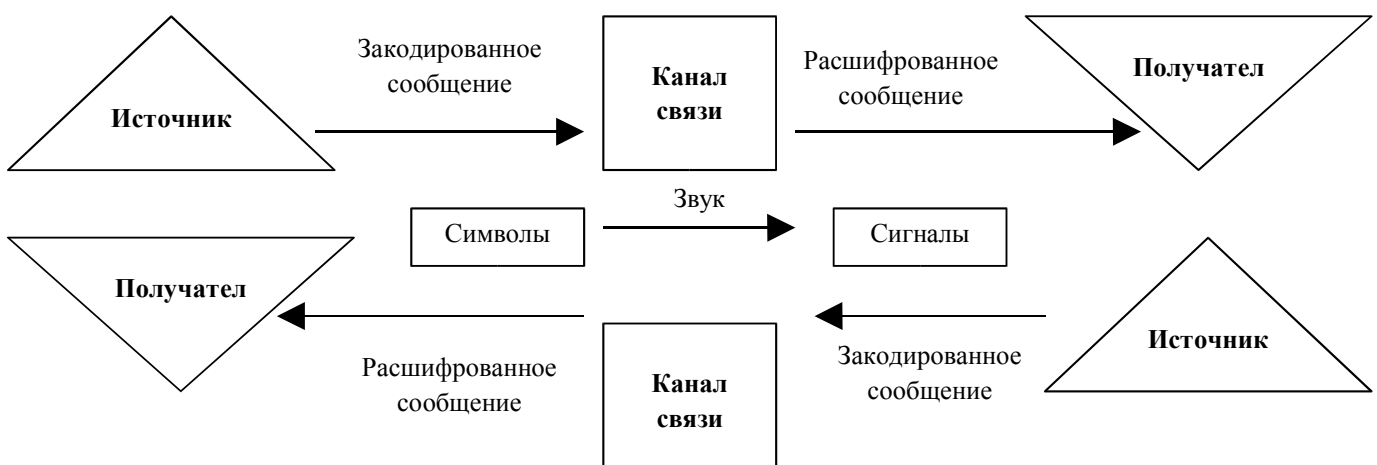 Закодированное
сообщение
Канал
связи
Расшифрованное
сообщение
Получател
Источник
Звук
Символы
Сигналы
Получател
Источник
Закодированное
сообщение
Расшифрованное
сообщение
Канал
связи